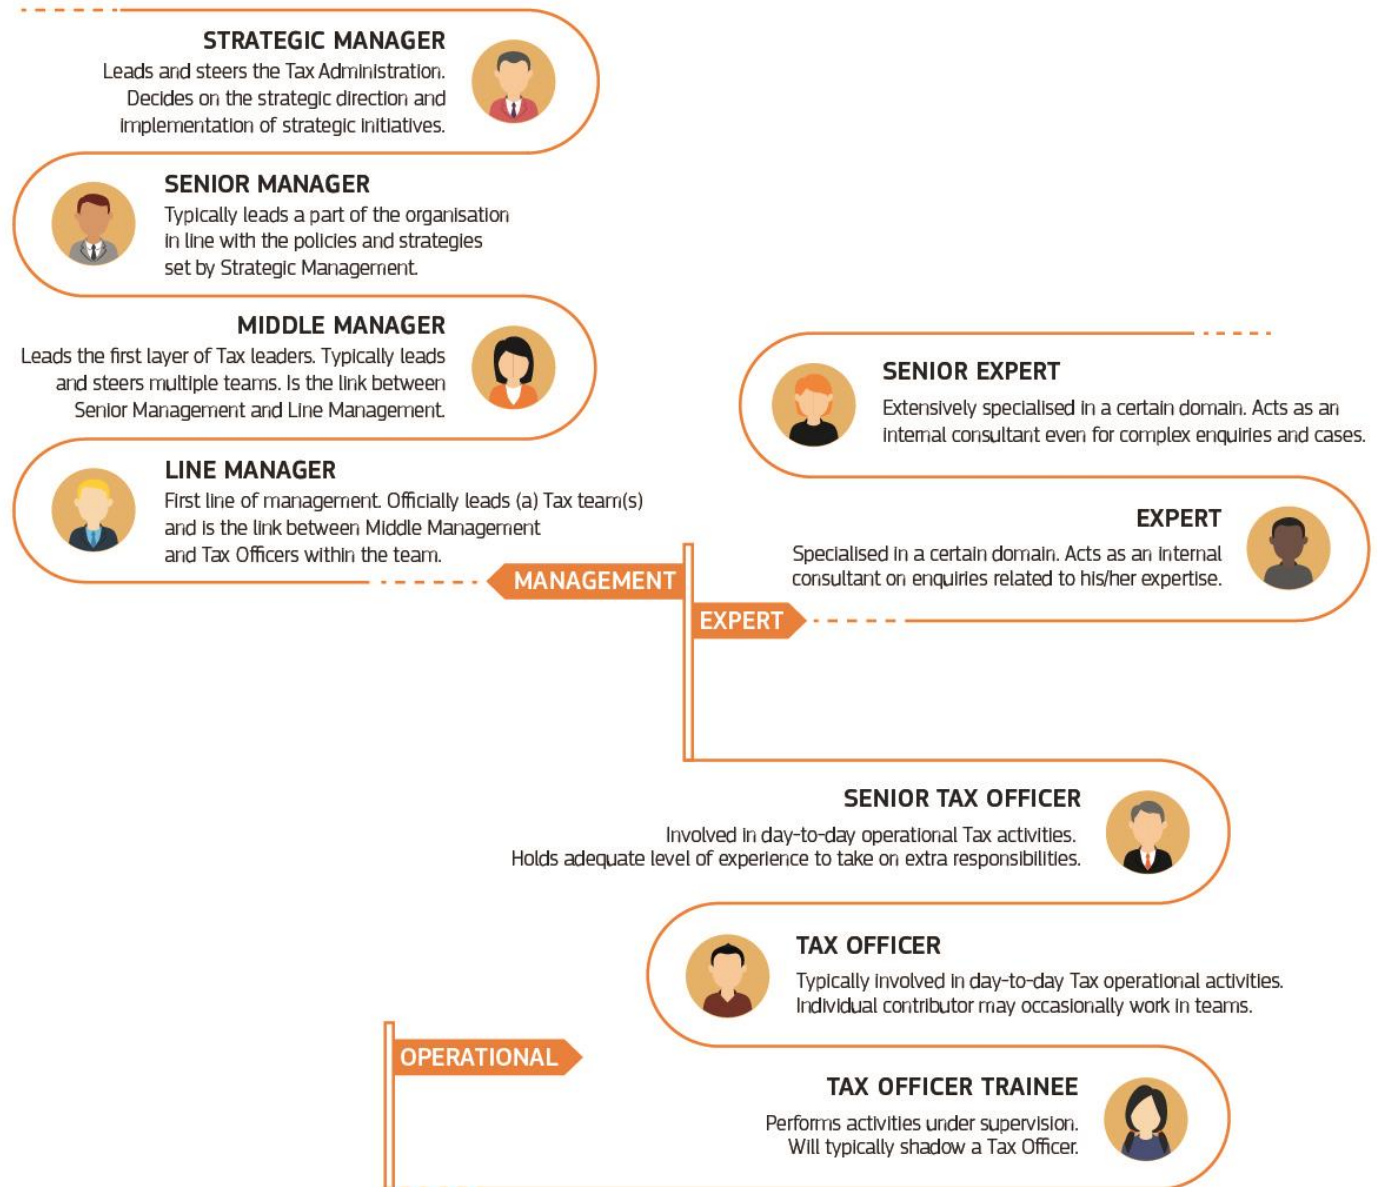 STRATEGIC MANAGER
Leads and steers the Tax Administration.
Decides on the strategic direction and
implementation of strategic initiatives.
SENIOR MANAGER
Typically leads a part of the organisation
in line with the policies and strategies
set by Strategic Management.
MIDDLE MANAGER
Leads the first layer of Tax leaders. Typically leads
and steers multiple teams. Is the link between
Senior Management and Line Management.
LINE MANAGER
First line of management. Officially leads (a) Tax team(s)
and is the link between Middle Management
and Tax Officers within the team.
MANAGEMENT
SENIOR EXPERT
Extensively specialised in a certain domain. Acts as an
internal consultant even for complex enquiries and cases.
EXPERT
Specialised in a certain domain. Acts as an internal
consultant on enquiries related to his/her expertise.
EXPERT
SENIOR TAX OFFICER
Involved in day-to-day operational Tax activities.
Holds adequate level of experience to take on extra responsibilities.
TAX OFFICER
Typically involved in day-to-day Tax operational activities.
Individual contributor may occasionally work in teams.
OPERATIONAL
TAX OFFICER TRAINEE
Performs activities under supervision.
Will typically shadow a Tax Officer.